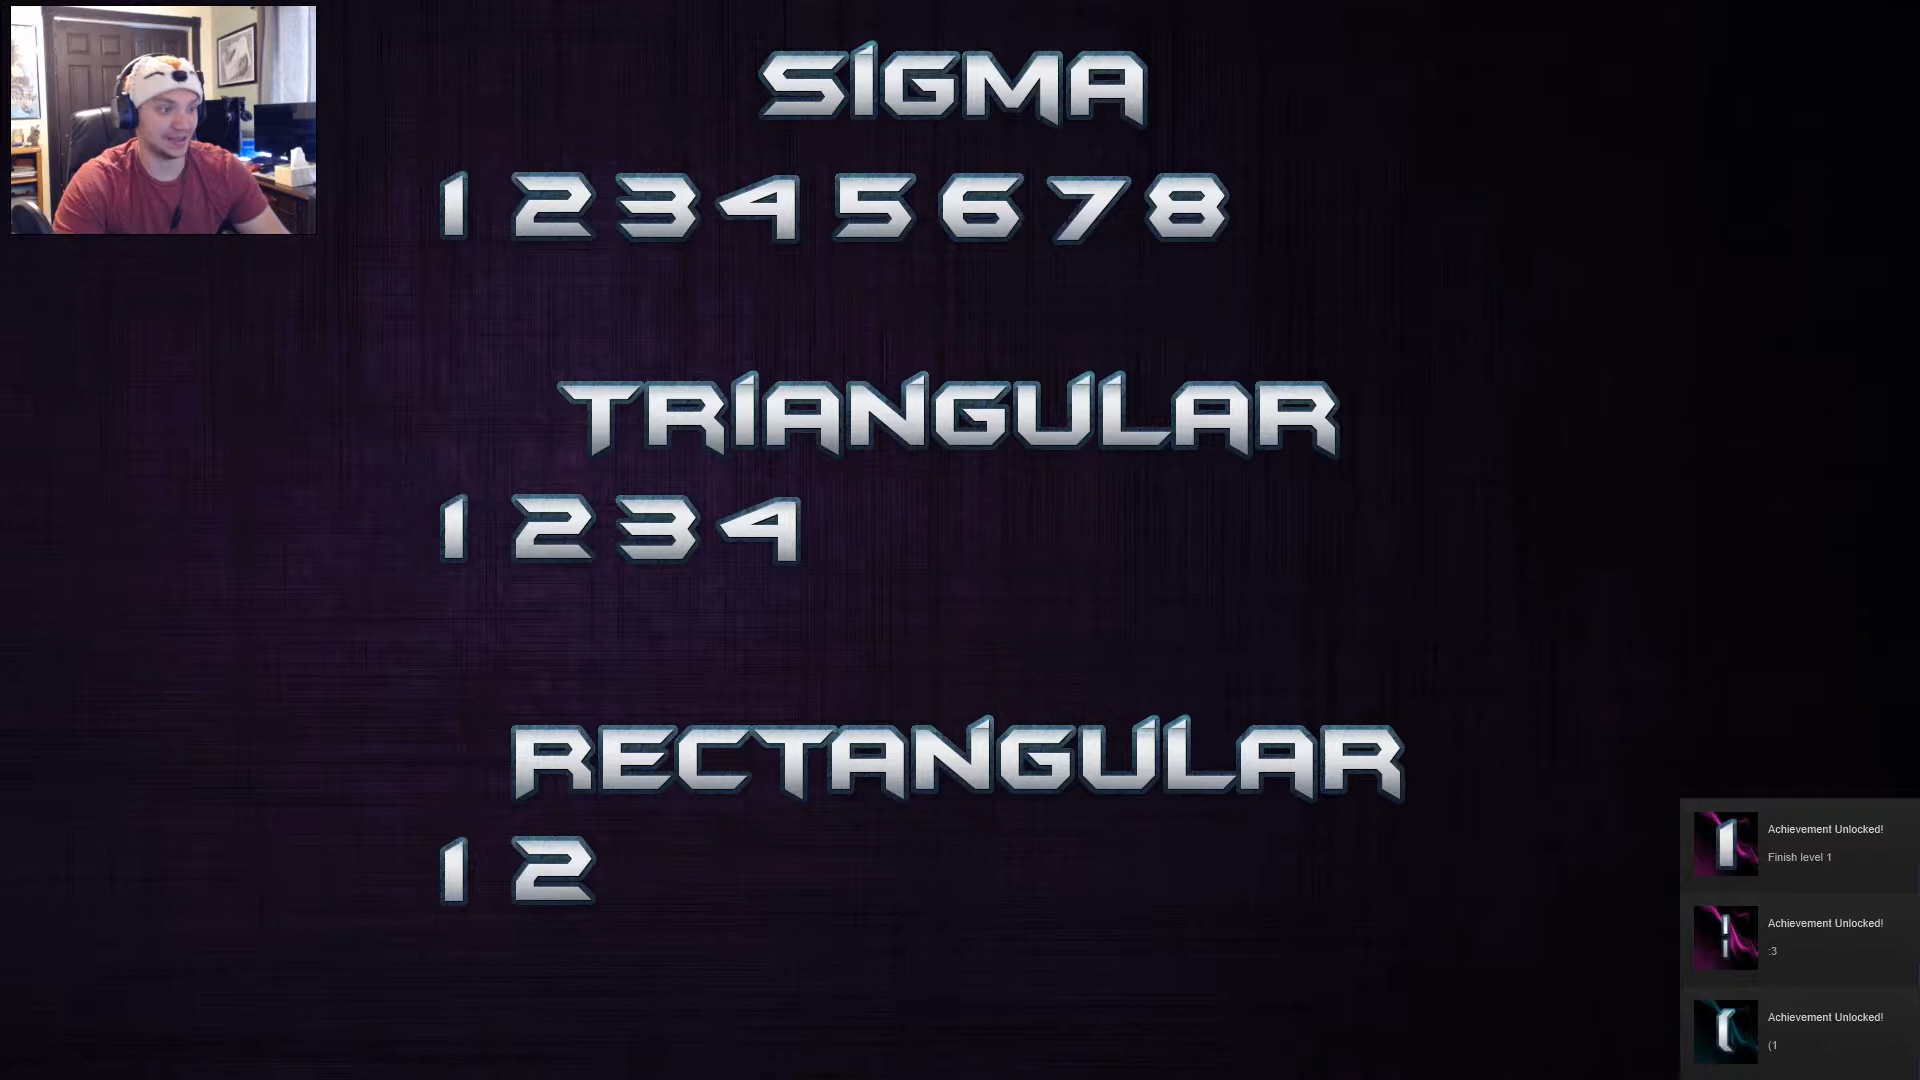 SIGMA
1 2 3 4 5 6 7 8
TRIANGULAR
1 2 3 4
RECTANGULAR
1 2
Achievement Unlocked!
Finish level 1
Achievement Unlocked!
:3
Achievement Unlocked!
(1